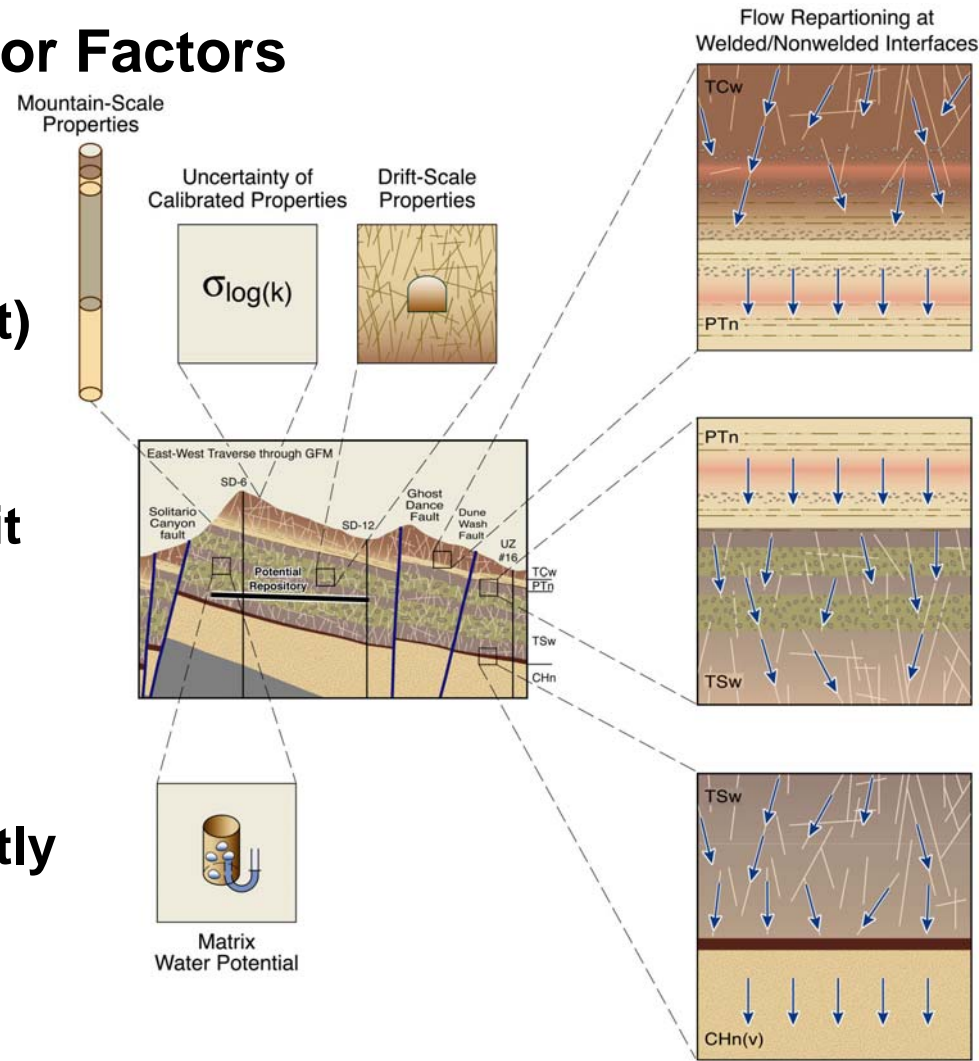 or Factors
t)
it
tly
Mountain-Scale
Properties
Uncertainty of
Calibrated Properties
σlog(k)
Drift-Scale
Properties
East-West Traverse through GFM
SD-6
Solitario
Canyon
fault
SD-12
Ghost
Dance
Fault
Dune
Wash
Fault
UZ
#16
Potential
Repository
TCw
PTn
TSw
CHn
Matrix
Water Potential
Flow Repartioning at
Welded/Nonwelded Interfaces
TCw
PTn
PTn
TSw
TSw
CHn(v)